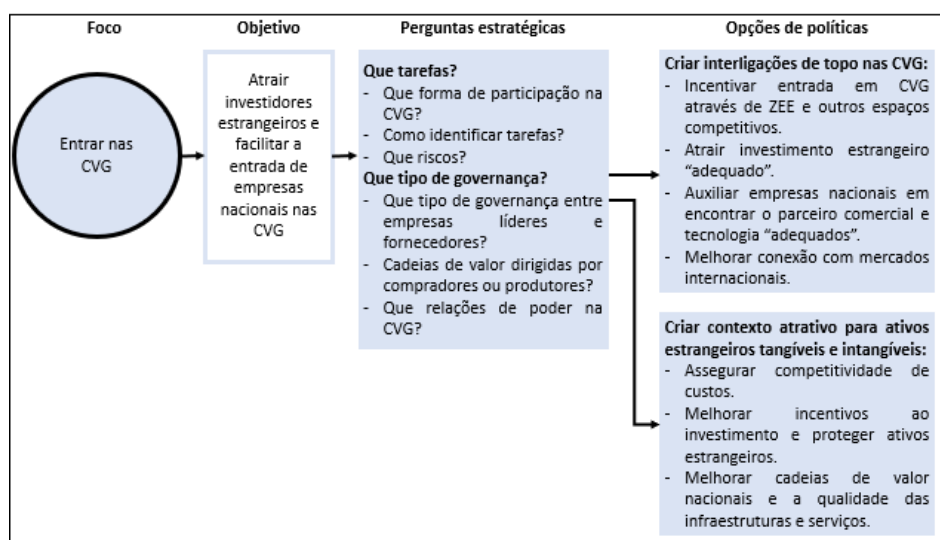 Foco
Objetivo
Perguntas estratégicas
Opções de políticas
Entrar nas
CVG
Atrair
investidores
estrangeiros e
facilitar a
entrada de
empresas
nacionais nas
CVG
Que tarefas?
- Que forma de participação na
CVG?
- Como identificar tarefas?
- Que riscos?
Que tipo de governança?
- Que tipo de governança entre
empresas líderes e
fornecedores?
- Cadeias de valor dirigidas por
compradores ou produtores?
- Que relações de poder na
CVG?
Criar interligações de topo nas CVG:
- Incentivar entrada em CVG
através de ZEE e outros espaços
competitivos.
- Atrair investimento estrangeiro
“adequado”.
- Auxiliar empresas nacionais em
encontrar o parceiro comercial e
tecnologia “adequados”.
- Melhorar conexão com mercados
internacionais.
Criar contexto atrativo para ativos
estrangeiros tangíveis e intangíveis:
- Assegurar competitividade de
custos.
- Melhorar incentivos ao
investimento e proteger ativos
estrangeiros.
- Melhorar cadeias de valor
nacionais e a qualidade das
infraestruturas e serviços.